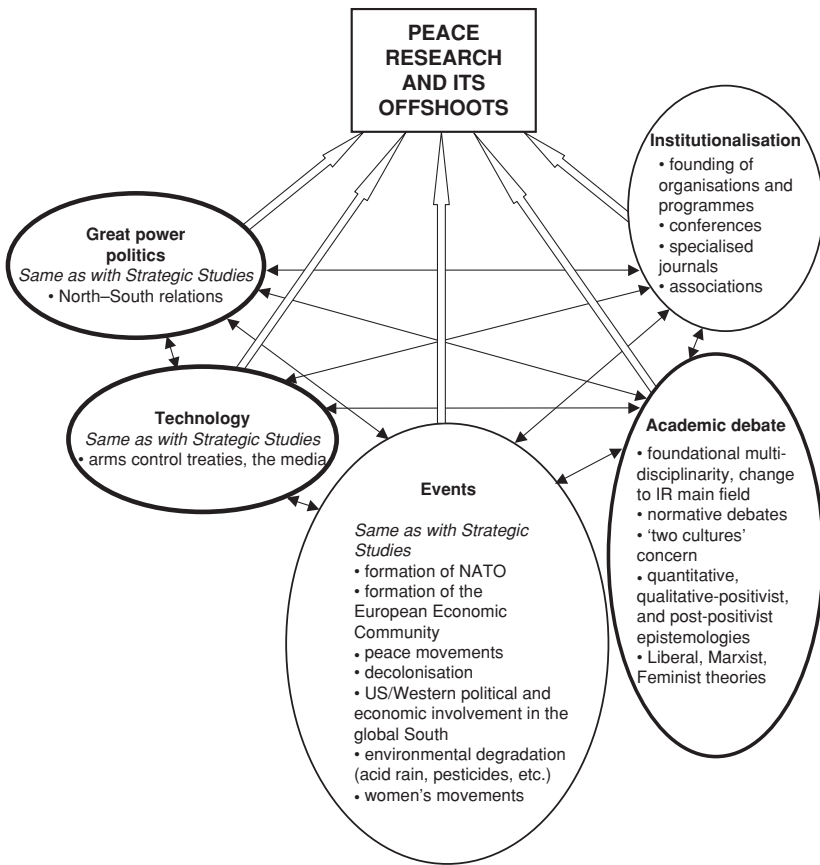 PEACE
RESEARCH
AND ITS
OFFSHOOTS
Institutionalisation
• founding of
organisations and
programmes
• conferences
• specialised
journals
• associations
Great power
politics
Same as with Strategic Studies
• North–South relations
Technology
Same as with Strategic Studies
• arms control treaties, the media
Academic debate
• foundational multi-
disciplinarity, change
to IR main field
• normative debates
• ‘two cultures’
concern
• quantitative,
qualitative-positivist,
and post-positivist
epistemologies
• Liberal, Marxist,
Feminist theories
Events
Same as with Strategic
Studies
• formation of NATO
• formation of the
European Economic
Community
• peace movements
• decolonisation
• US/Western political and
economic involvement in the
global South
• environmental degradation
(acid rain, pesticides, etc.)
• women’s movements